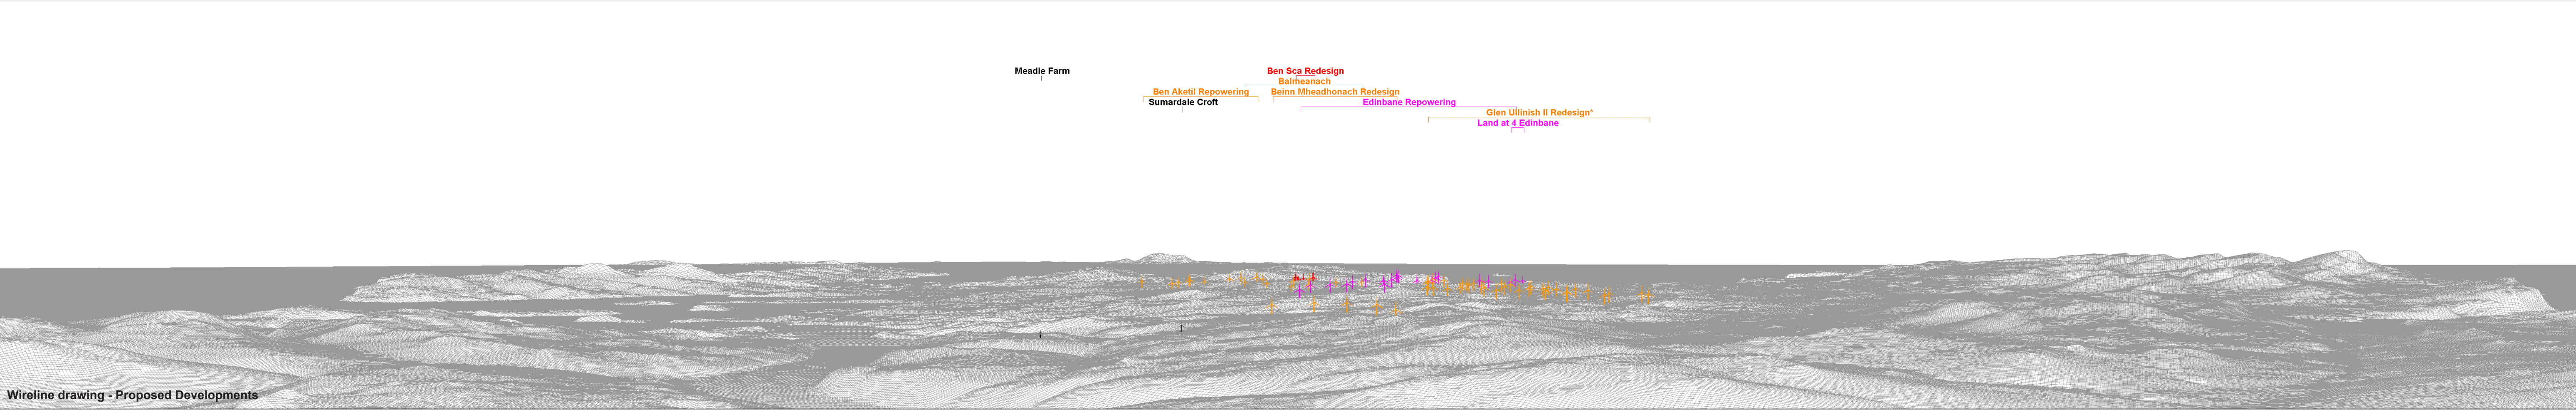 Meadle Farm
Ben Sca Redesign
Balmeanach
Ben Aketil Repowering
Beinn Mheadhonach Redesign
Sumardale Croft
Edinbane Repowering
Glen Ullinish II Redesign*
Land at 4 Edinbane
Wireline drawing - Proposed Developments